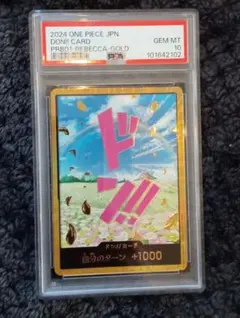 2024 ONE PIECE JPN
DON!! CARD
PRB01-REBECCA-GOLD
GEM MT
10
PSA
101642102
ドン!!
ドン!!カード
自分のターン +1000